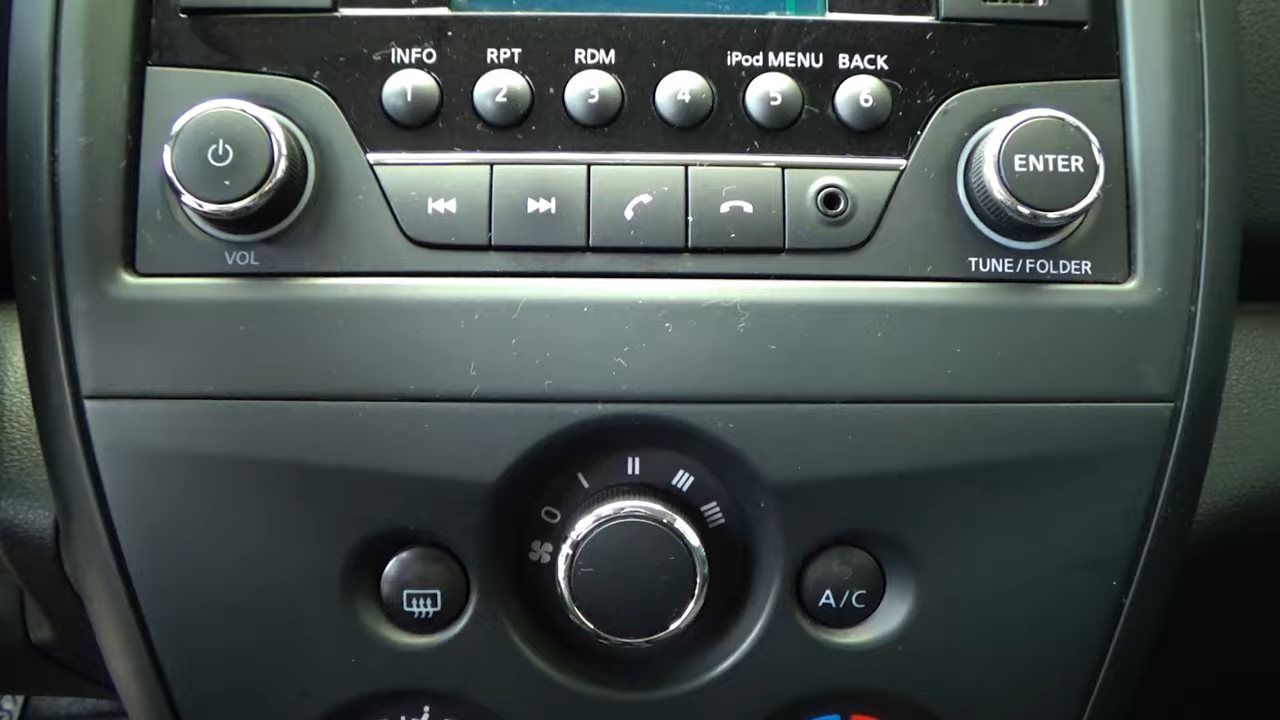 INFO RPT RDM iPod MENU BACK
1 2 3 4 5 6
ENTER
VOL
TUNE/FOLDER
0 I II III IIII
A/C